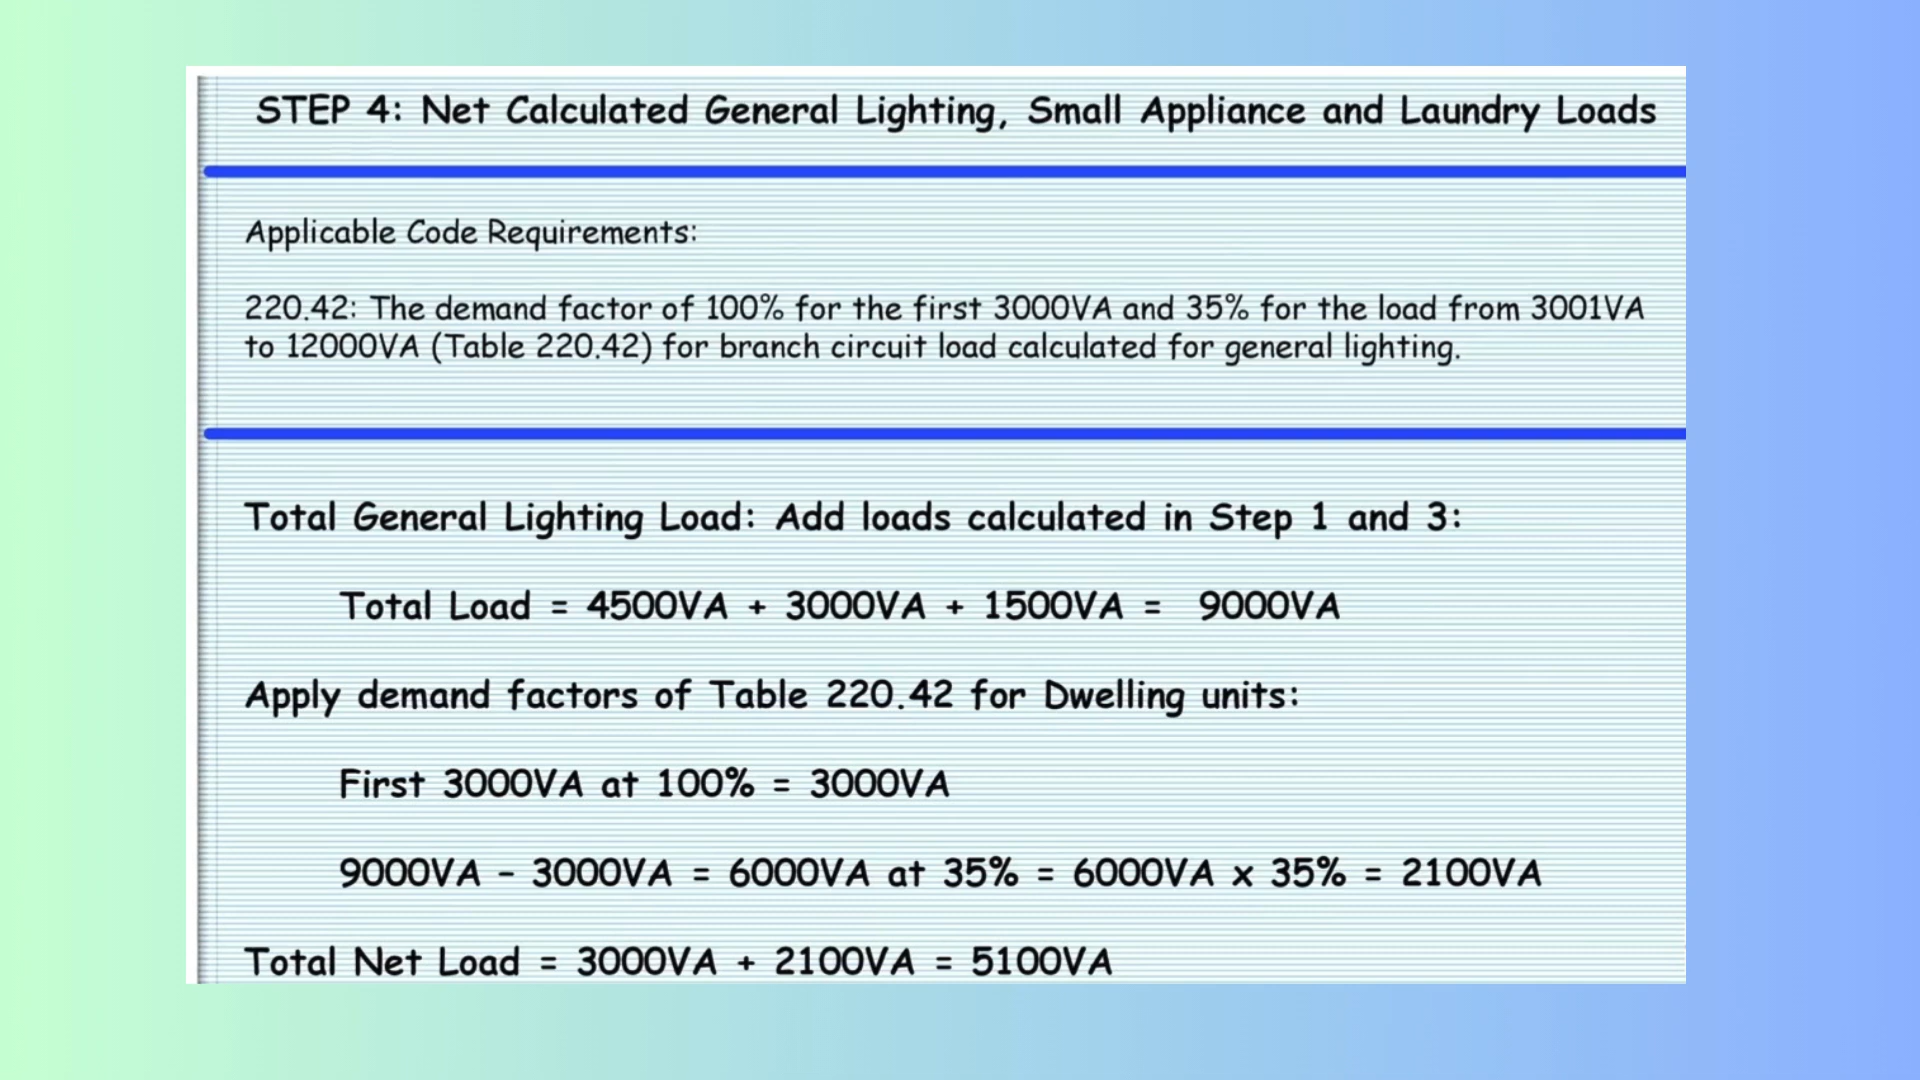 STEP 4: Net Calculated General Lighting, Small Appliance and Laundry Loads
Applicable Code Requirements:
220.42: The demand factor of 100% for the first 3000VA and 35% for the load from 3001VA
to 12000VA (Table 220.42) for branch circuit load calculated for general lighting.
Total General Lighting Load: Add loads calculated in Step 1 and 3:
Total Load = 4500VA + 3000VA + 1500VA = 9000VA
Apply demand factors of Table 220.42 for Dwelling units:
First 3000VA at 100% = 3000VA
9000VA - 3000VA = 6000VA at 35% = 6000VA x 35% = 2100VA
Total Net Load = 3000VA + 2100VA = 5100VA